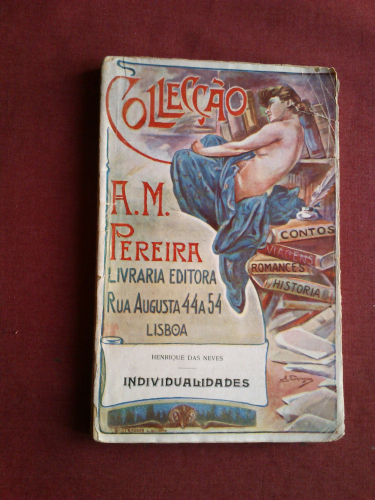 COLLECÇÃO
A. M.
PEREIRA
LIVRARIA EDITORA
RUA AUGUSTA 44 A 54
LISBOA
CONTOS
VIAGENS
ROMANCES
HISTORIA
HENRIQUE DAS NEVES
INDIVIDUALIDADES